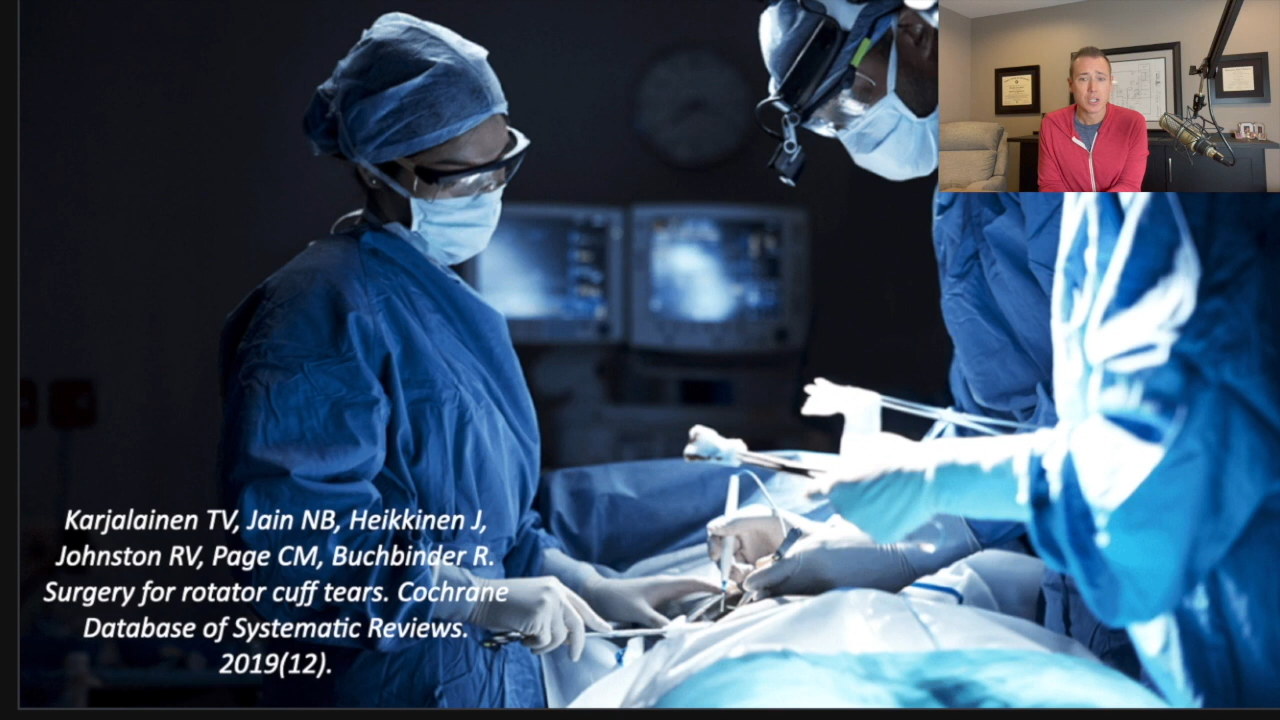 Karjalainen TV, Jain NB, Heikkinen J,
Johnston RV, Page CM, Buchbinder R.
Surgery for rotator cuff tears. Cochrane
Database of Systematic Reviews.
2019(12).